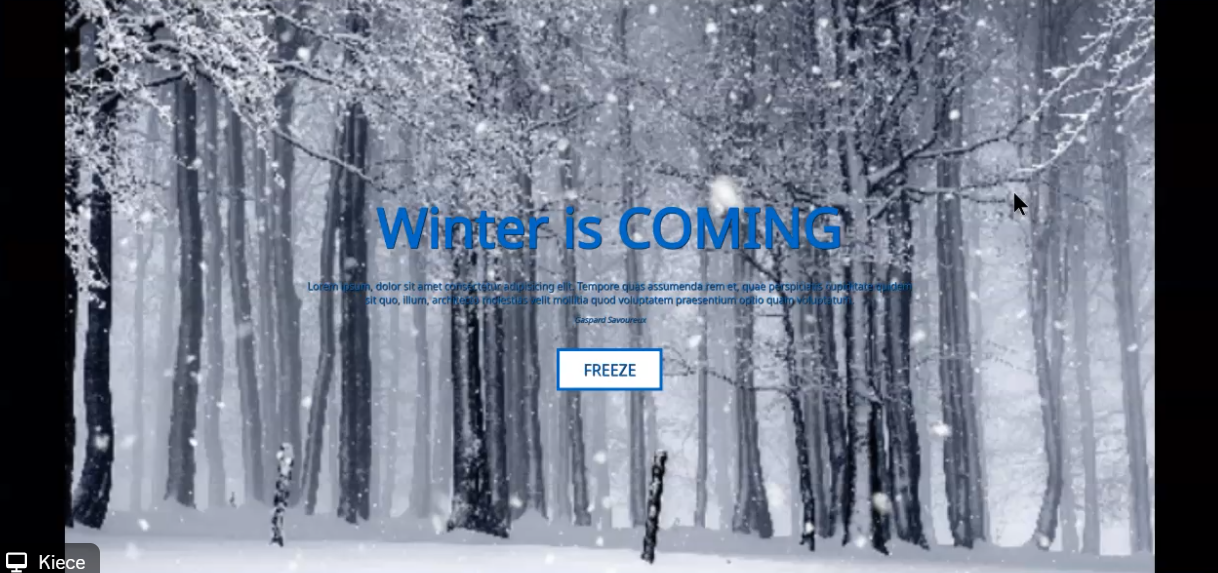 Winter is COMING
Lorem ipsum, dolor sit amet consectetur adipisicing elit. Tempore quas assumenda rem et, quae perspiciatis cupiditate quidem
sit quo, illum, architecto molestias velit mollitia quod voluptatem praesentium optio quam voluptatum.
Gaspard Savoureux
FREEZE
Kiece